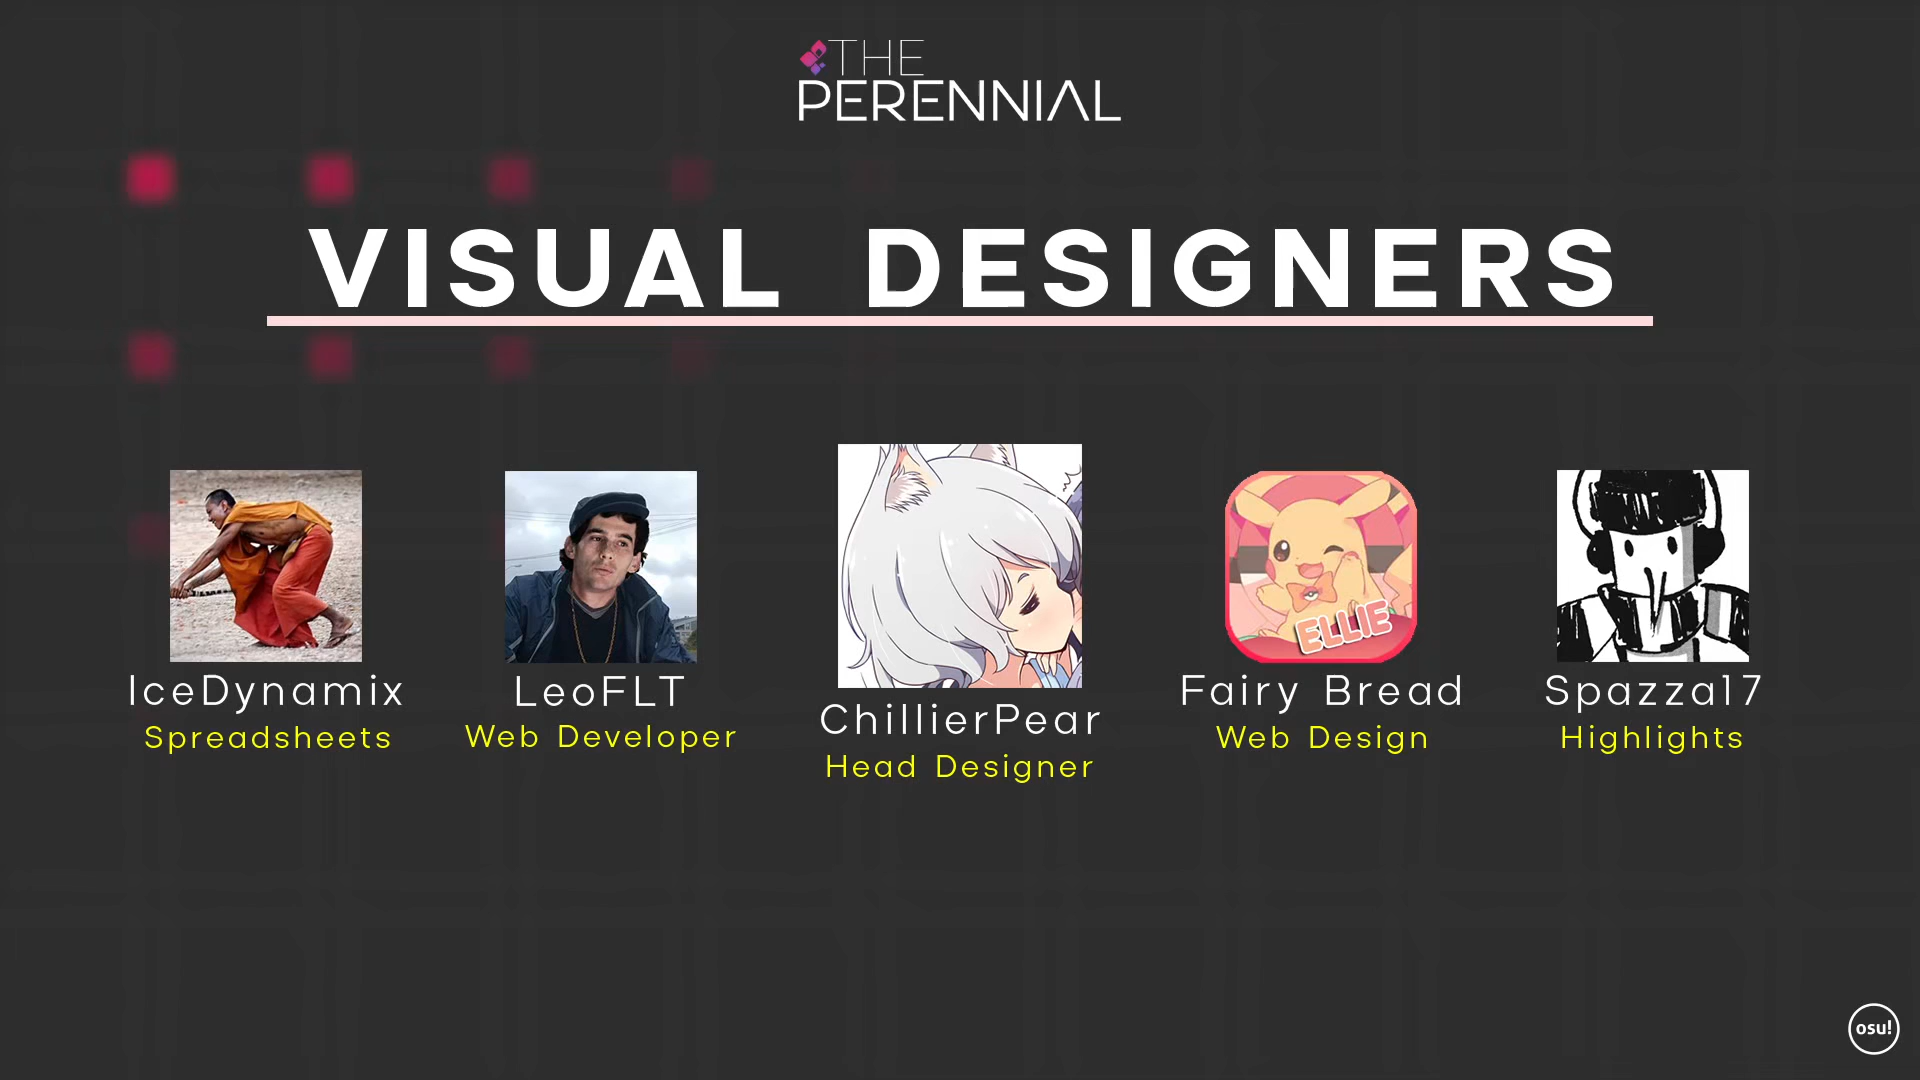 THE
PERENNIAL
VISUAL DESIGNERS
ELLIE
IceDynamix
Spreadsheets
LeoFLT
Web Developer
ChillierPear
Head Designer
Fairy Bread
Web Design
Spazza17
Highlights
osu!